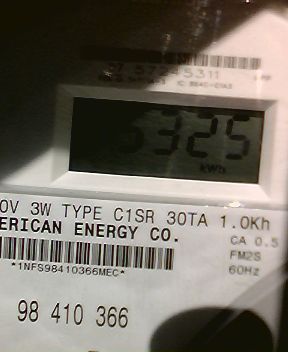 325
kWh
0V 3W TYPE C1SR 30TA 1.0Kh
ERICAN ENERGY CO.
CA 0.5
FM2S
60Hz
*1NFS98410366MEC*
98 410 366